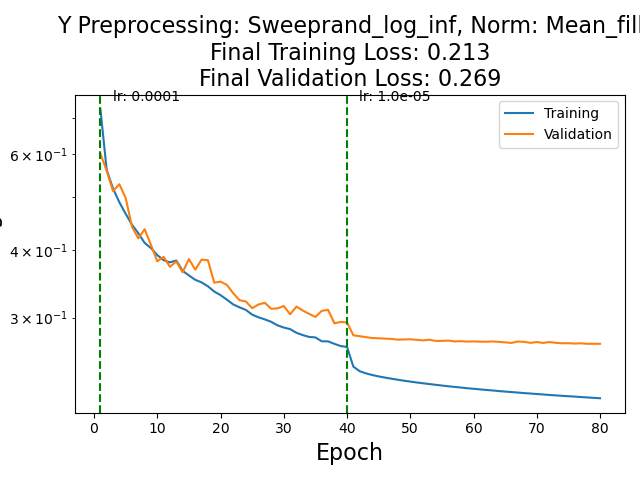 Y Preprocessing: Sweeprand_log_inf, Norm: Mean_fill
Final Training Loss: 0.213
Final Validation Loss: 0.269
lr: 0.0001
lr: 1.0e-05
Training
Validation
6 × 10⁻¹
4 × 10⁻¹
3 × 10⁻¹
0 10 20 30 40 50 60 70 80
Epoch